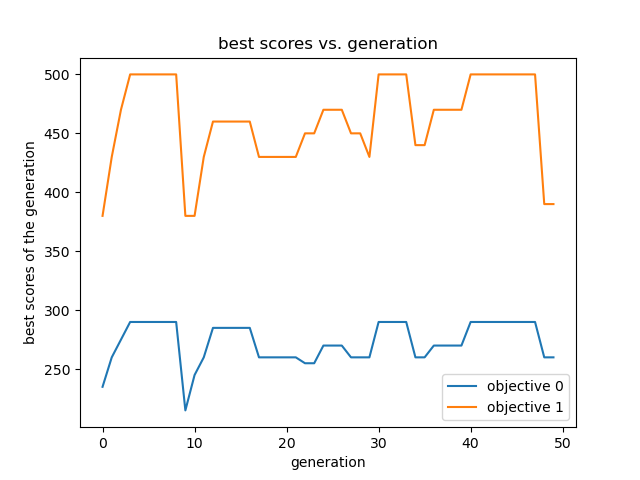 best scores vs. generation
best scores of the generation
500
450
400
350
300
250
0
10
20
30
40
50
generation
objective 0
objective 1